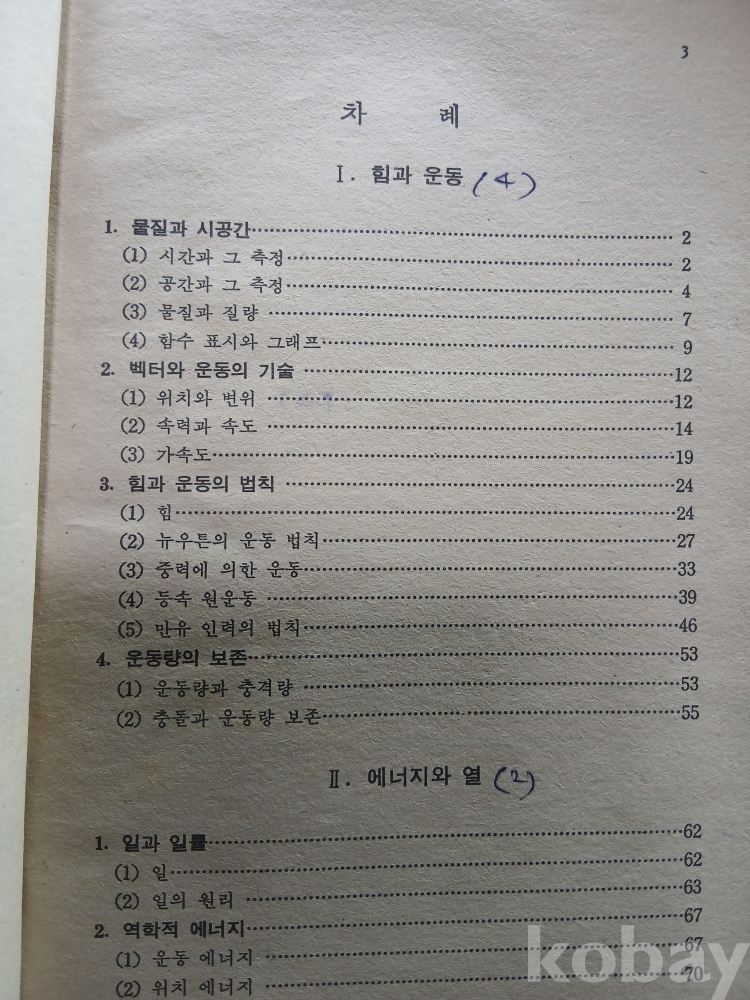 3
차 례
Ⅰ. 힘과 운동 (4)
1. 물질과 시공간 2
(1) 시간과 그 측정 2
(2) 공간과 그 측정 4
(3) 물질과 질량 7
(4) 함수 표시와 그래프 9
2. 벡터와 운동의 기술 12
(1) 위치와 변위 12
(2) 속력과 속도 14
(3) 가속도 19
3. 힘과 운동의 법칙 24
(1) 힘 24
(2) 뉴우튼의 운동 법칙 27
(3) 중력에 의한 운동 33
(4) 등속 원운동 39
(5) 만유 인력의 법칙 46
4. 운동량의 보존 53
(1) 운동량과 충격량 53
(2) 충돌과 운동량 보존 55
Ⅱ. 에너지와 열 (2)
1. 일과 일률 62
(1) 일 62
(2) 일의 원리 63
2. 역학적 에너지 67
(1) 운동 에너지 67
(2) 위치 에너지 70
kobay